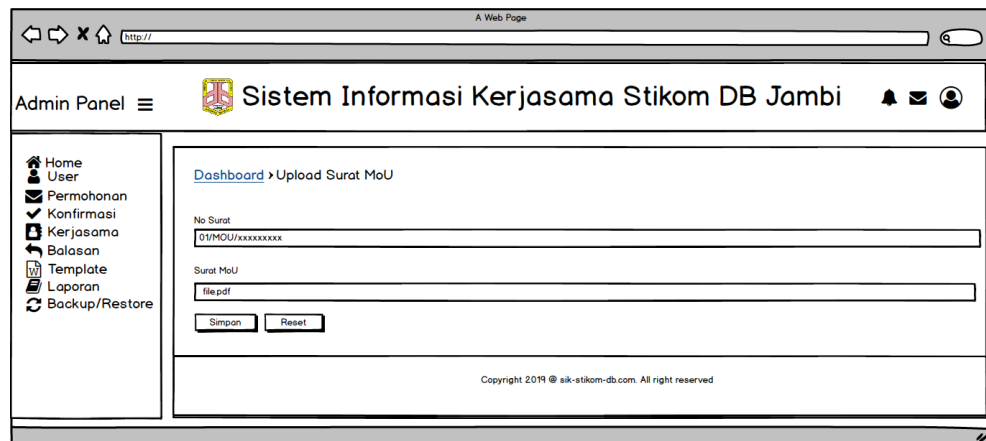 A Web Page
http://
Admin Panel
Sistem Informasi Kerjasama Stikom DB Jambi
Home
User
Permohonan
Konfirmasi
Kerjasama
Balasan
Template
Laporan
Backup/Restore
Dashboard › Upload Surat MoU
No Surat
01/MOU/xxxxxxxxx
Surat MoU
file.pdf
Simpan Reset
Copyright 2019 @ sik-stikom-db.com. All right reserved